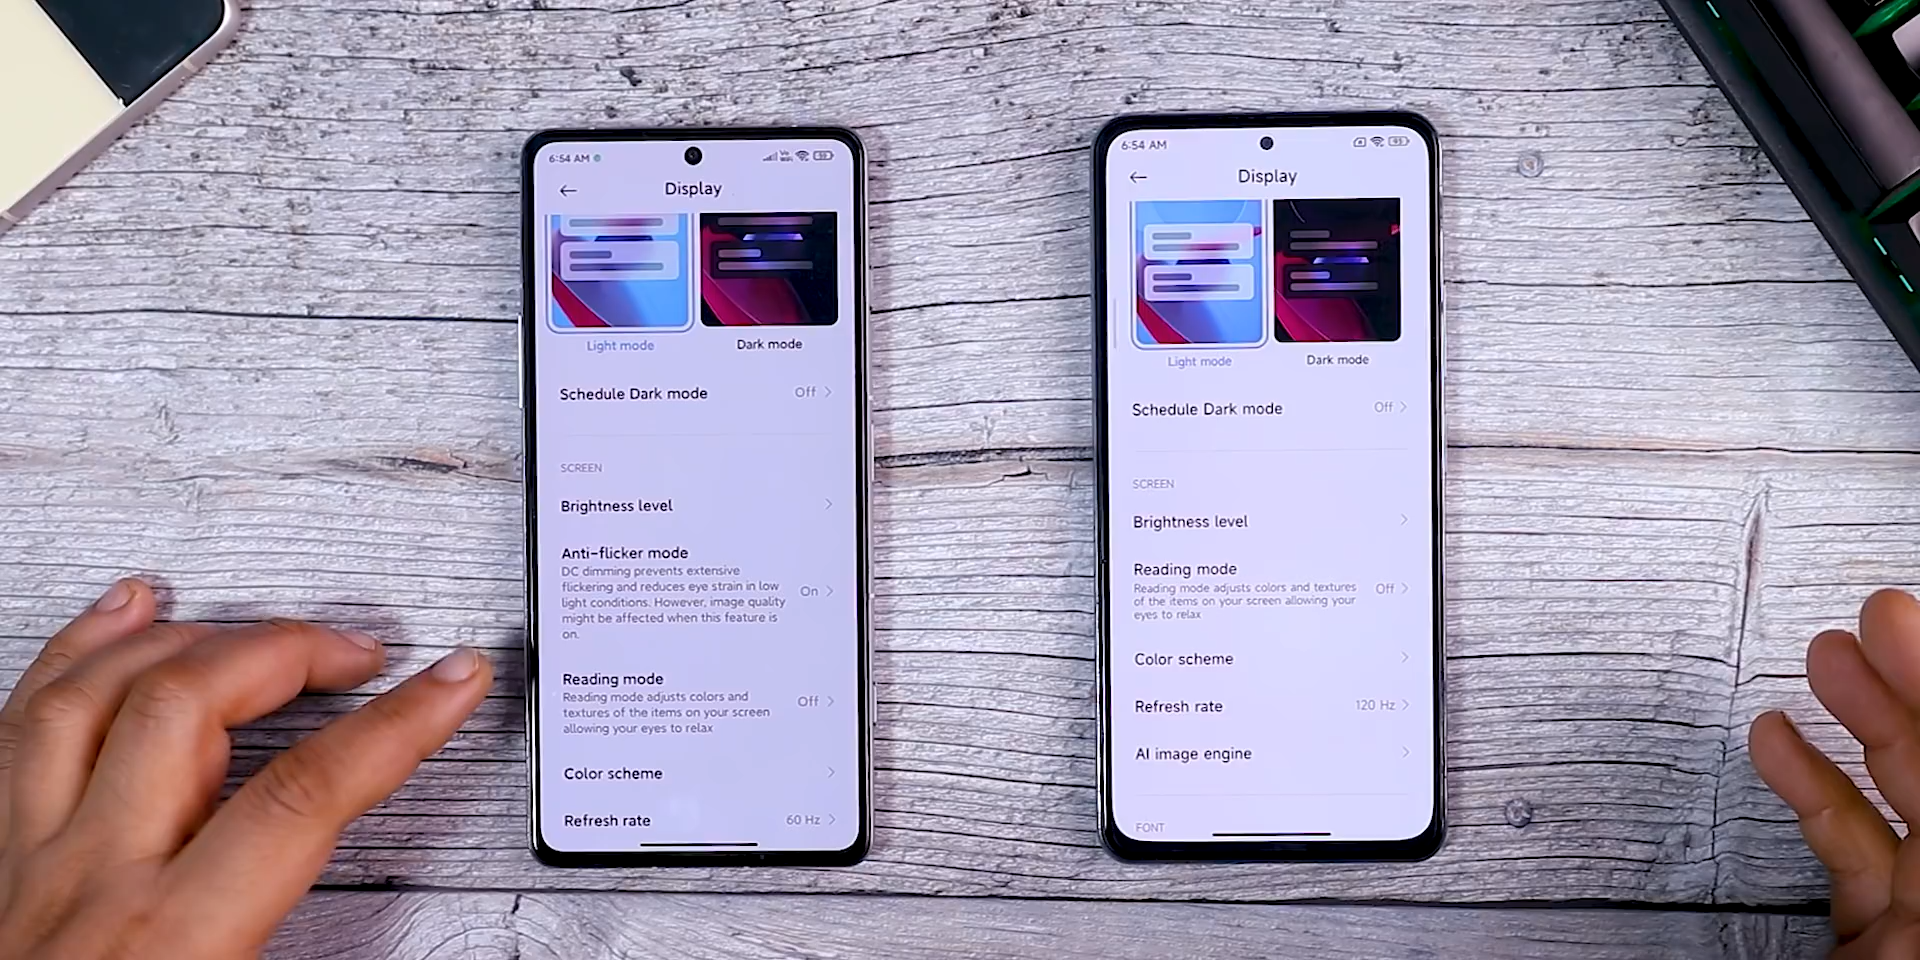 6:54 AM
Display
Light mode
Dark mode
Schedule Dark mode
Off
SCREEN
Brightness level
Anti-flicker mode
DC dimming prevents extensive
flickering and reduces eye strain in low
light conditions. However, image quality
might be affected when this feature is
on.
On
Reading mode
Reading mode adjusts colors and
textures of the items on your screen
allowing your eyes to relax
Off
Color scheme
Refresh rate
60 Hz
6:54 AM
Display
Light mode
Dark mode
Schedule Dark mode
Off
SCREEN
Brightness level
Reading mode
Reading mode adjusts colors and textures
of the items on your screen allowing your
eyes to relax
Off
Color scheme
Refresh rate
120 Hz
AI image engine
FONT